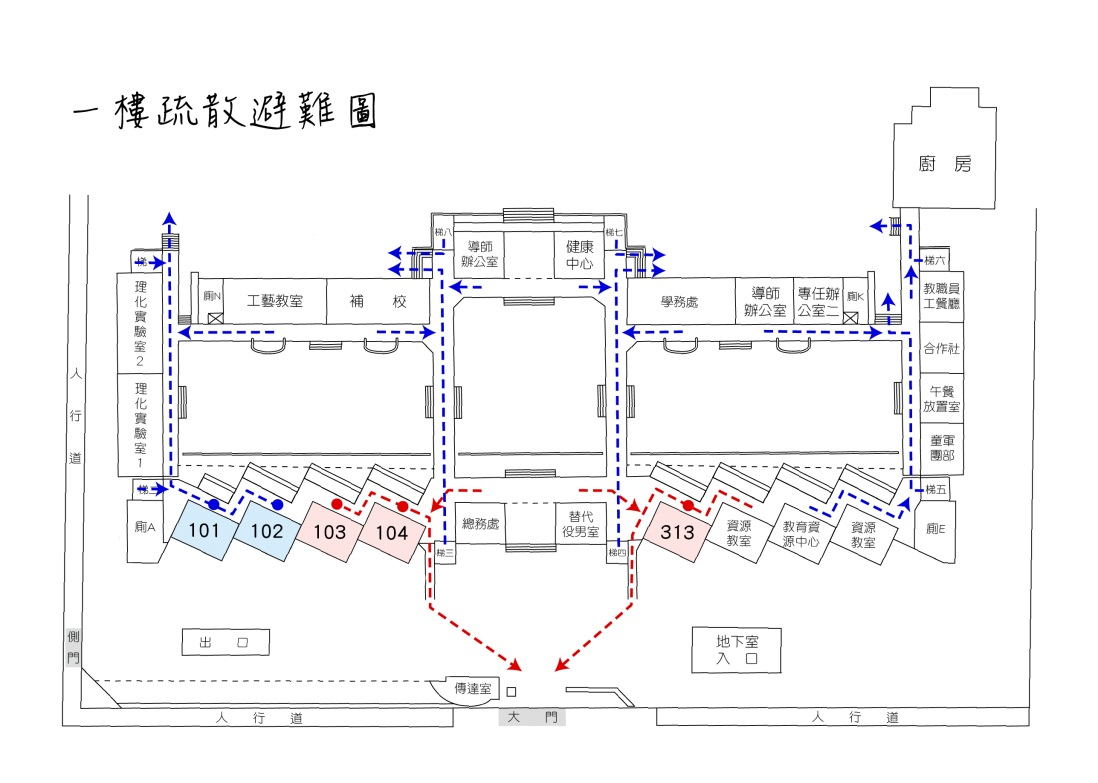 一樓疏散避難圖
廚 房
梯八
梯七
導師
辦公室
健康
中心
梯一
梯六
理化實驗室2
廁N
工藝教室
補 校
學務處
導師
辦公室
專任辦
公室二
廁K
教職員
工餐廳
合作社
午餐
放置室
童軍
團部
人行道
理化實驗室1
梯二
梯五
廁A
101
102
103
104
總務處
替代
役男室
313
資源
教室
教育資
源中心
資源
教室
廁E
梯三
梯四
側門
出 口
地下室
入 口
傳達室
人 行 道
大 門
人 行 道